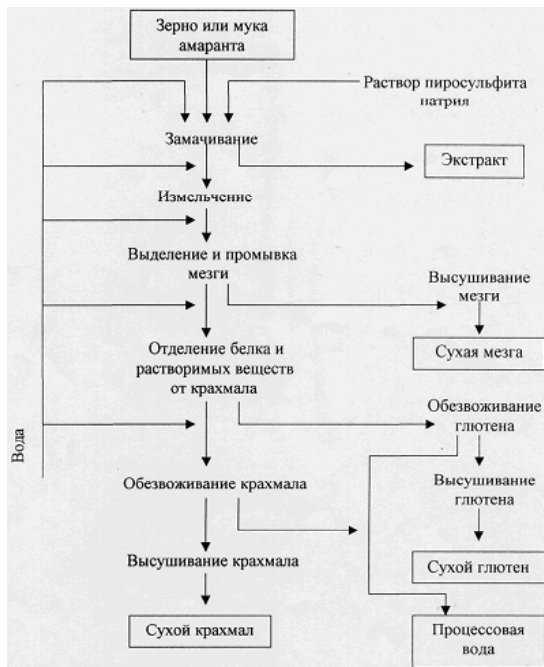 Зерно или мука
амаранта
Раствор пиросульфита
натрия
Замачивание
Экстракт
Измельчение
Выделение и промывка
мезги
Высушивание
мезги
Сухая мезга
Отделение белка и
растворимых веществ
от крахмала
Обезвоживание
глютена
Вода
Обезвоживание крахмала
Высушивание
глютена
Высушивание крахмала
Сухой глютен
Сухой крахмал
Процессовая
вода